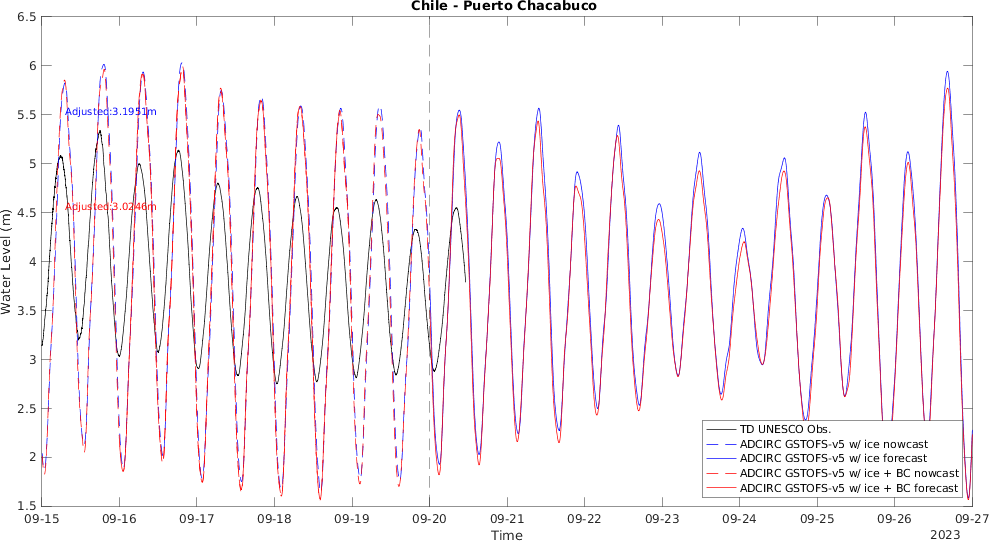 Chile - Puerto Chacabuco
6.5
6
5.5
5
4.5
4
3.5
3
2.5
2
1.5
Water Level (m)
Adjusted:3.1951m
Adjusted:3.0246m
TD UNESCO Obs.
ADCIRC GSTOFS-v5 w/ ice nowcast
ADCIRC GSTOFS-v5 w/ ice forecast
ADCIRC GSTOFS-v5 w/ ice + BC nowcast
ADCIRC GSTOFS-v5 w/ ice + BC forecast
09-15 09-16 09-17 09-18 09-19 09-20 09-21 09-22 09-23 09-24 09-25 09-26 09-27
Time
2023